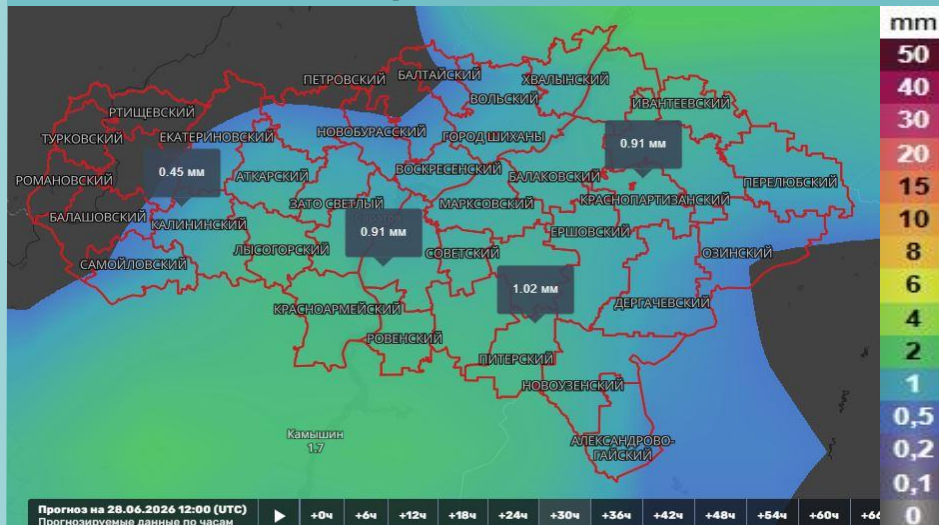 mm
50
40
30
20
15
10
8
6
4
2
1
0,5
0,2
0,1
0
ПЕТРОВСКИЙ
БАЛТАЙСКИЙ
ХВАЛЫНСКИЙ
ВОЛЬСКИЙ
ИВАНТЕЕВСКИЙ
РТИЩЕВСКИЙ
ТУРКОВСКИЙ
ЕКАТЕРИНОВСКИЙ
НОВОБУРАССКИЙ
ГОРОД ШИХАНЫ
0.91 мм
0.45 мм
ВОСКРЕСЕНСКИЙ
РОМАНОВСКИЙ
АТКАРСКИЙ
БАЛАКОВСКИЙ
ПЕРЕЛЮБСКИЙ
ЗАТО СВЕТЛЫЙ
МАРКСОВСКИЙ
КРАСНОПАРТИЗАНСКИЙ
БАЛАШОВСКИЙ
КАЛИНИНСКИЙ
0.91 мм
ЕРШОВСКИЙ
ЛЫСОГОРСКИЙ
СОВЕТСКИЙ
ОЗИНСКИЙ
САМОЙЛОВСКИЙ
1.02 мм
КРАСНОАРМЕЙСКИЙ
ДЕРГАЧЕВСКИЙ
РОВЕНСКИЙ
ПИТЕРСКИЙ
НОВОУЗЕНСКИЙ
Камышин
1.7
АЛЕКСАНДРОВО-
ГАЙСКИЙ
Прогноз на 28.06.2026 12:00 (UTC)
Прогнозируемые данные по часам
+0ч +6ч +12ч +18ч +24ч +30ч +36ч +42ч +48ч +54ч +60ч +66